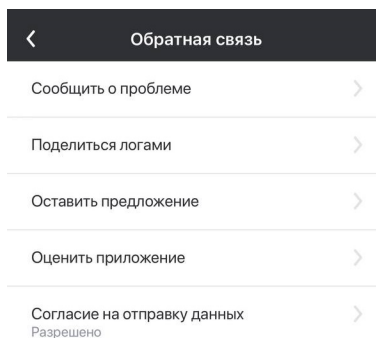 Обратная связь
Сообщить о проблеме
Поделиться логами
Оставить предложение
Оценить приложение
Согласие на отправку данных
Разрешено